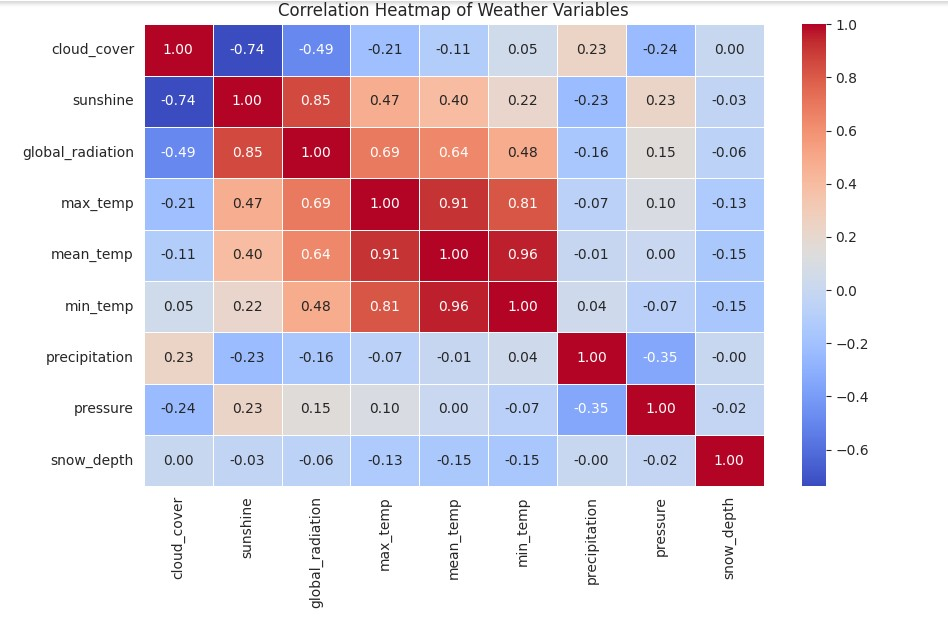 Correlation Heatmap of Weather Variables
cloud_cover 1.00 -0.74 -0.49 -0.21 -0.11 0.05 0.23 -0.24 0.00
sunshine -0.74 1.00 0.85 0.47 0.40 0.22 -0.23 0.23 -0.03
global_radiation -0.49 0.85 1.00 0.69 0.64 0.48 -0.16 0.15 -0.06
max_temp -0.21 0.47 0.69 1.00 0.91 0.81 -0.07 0.10 -0.13
mean_temp -0.11 0.40 0.64 0.91 1.00 0.96 -0.01 0.00 -0.15
min_temp 0.05 0.22 0.48 0.81 0.96 1.00 0.04 -0.07 -0.15
precipitation 0.23 -0.23 -0.16 -0.07 -0.01 0.04 1.00 -0.35 -0.00
pressure -0.24 0.23 0.15 0.10 0.00 -0.07 -0.35 1.00 -0.02
snow_depth 0.00 -0.03 -0.06 -0.13 -0.15 -0.15 -0.00 -0.02 1.00
cloud_cover
sunshine
global_radiation
max_temp
mean_temp
min_temp
precipitation
pressure
snow_depth
1.0
0.8
0.6
0.4
0.2
0.0
−0.2
−0.4
−0.6